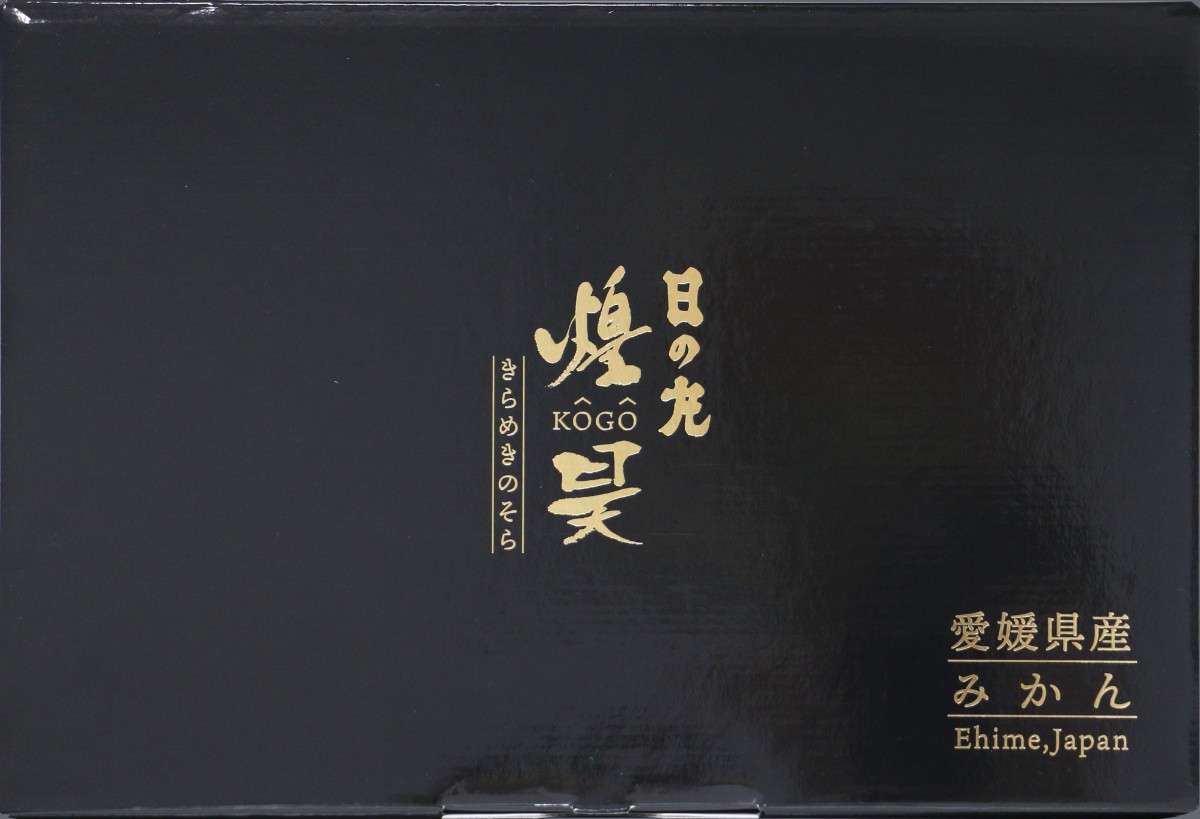 日の丸
煌
KÔGÔ
昊
きらめきのそら
愛媛県産
みかん
Ehime,Japan